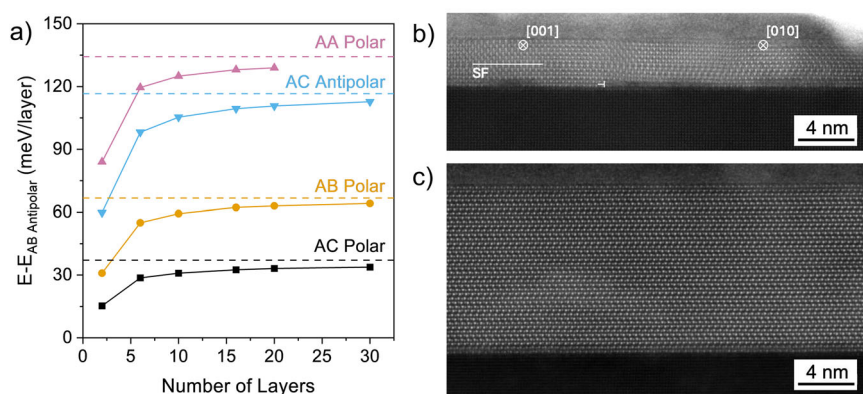 a)
E-E_AB Antipolar (meV/layer)
150
120
90
60
30
0
AA Polar
AC Antipolar
AB Polar
AC Polar
0 5 10 15 20 25 30
Number of Layers
b)
[001]
[010]
SF
4 nm
c)
4 nm